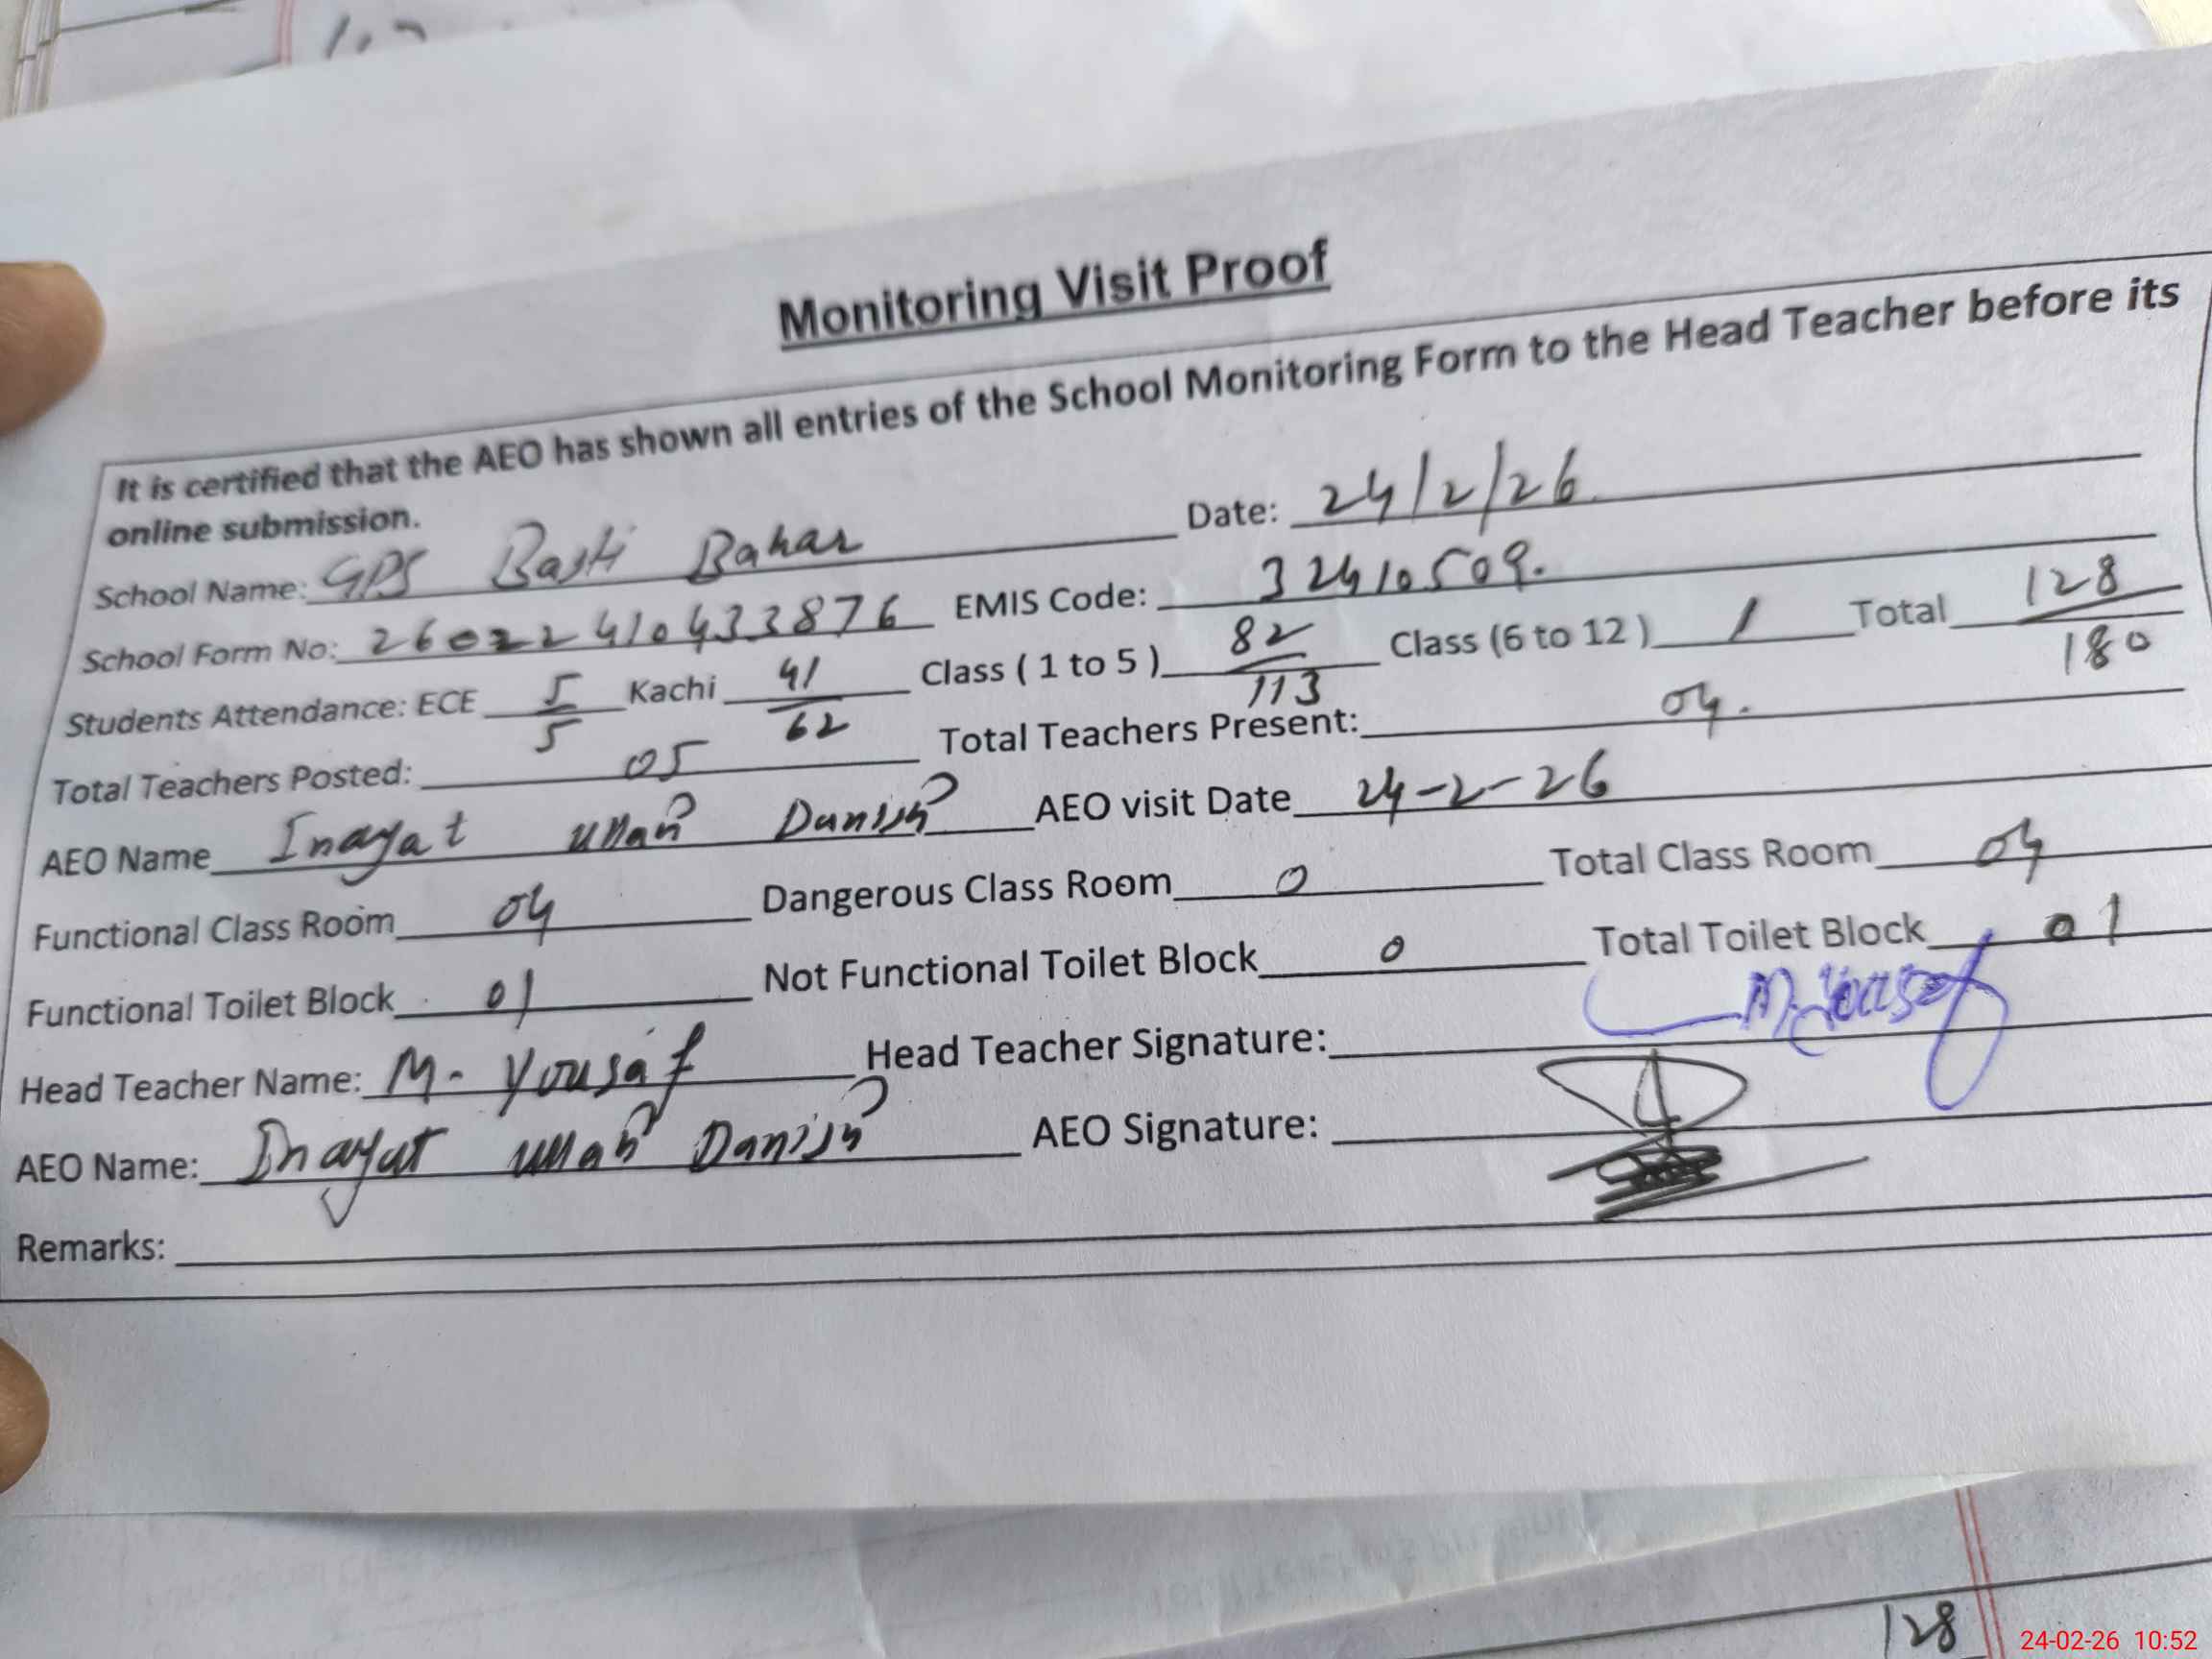 Monitoring Visit Proof
It is certified that the AEO has shown all entries of the School Monitoring Form to the Head Teacher before its
online submission.
School Name: GPS Basti Bahar Date: 24/2/26
School Form No: 260222410433876 EMIS Code: 32410509.
Students Attendance: ECE 5/5 Kachi 41/62 Class ( 1 to 5 ) 82/113 Class (6 to 12 ) / Total 128/180
Total Teachers Posted: 05 Total Teachers Present: 04.
AEO Name Inayat Ullah Danish AEO visit Date 24-2-26
Functional Class Room 04 Dangerous Class Room 0 Total Class Room 04
Functional Toilet Block 01 Not Functional Toilet Block 0 Total Toilet Block 01
Head Teacher Name: M. Yousaf Head Teacher Signature: M. Yousaf
AEO Name: Inayat Ullah Danish AEO Signature:
Remarks:
128
24-02-26 10:52